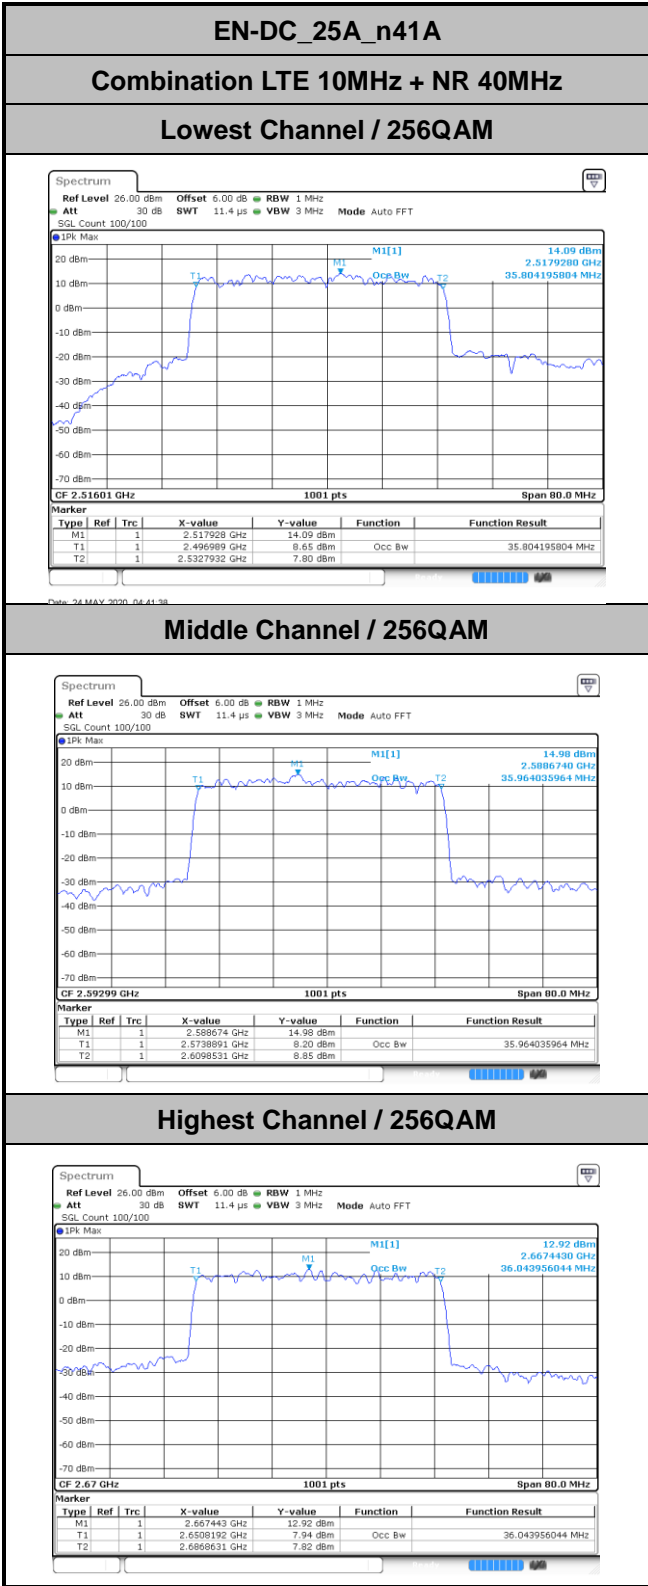 EN-DC_25A_n41A
Combination LTE 10MHz + NR 40MHz
Lowest Channel / 256QAM
Spectrum
Ref Level 26.00 dBm Offset 6.00 dB RBW 1 MHz
Att 30 dB SWT 11.4 µs VBW 3 MHz Mode Auto FFT
SGL Count 100/100
1Pk Max
M1[1] 14.09 dBm
2.5179280 GHz
Occ Bw 35.804195804 MHz
M1
T1
T2
20 dBm
10 dBm
0 dBm
-10 dBm
-20 dBm
-30 dBm
-40 dBm
-50 dBm
-60 dBm
-70 dBm
CF 2.51601 GHz 1001 pts Span 80.0 MHz
Marker
Type Ref Trc X-value Y-value Function Function Result
M1 1 2.517928 GHz 14.09 dBm
T1 1 2.496989 GHz 8.65 dBm Occ Bw 35.804195804 MHz
T2 1 2.5327932 GHz 7.80 dBm
Date: 24 MAY 2020 04:41:36
Middle Channel / 256QAM
Spectrum
Ref Level 26.00 dBm Offset 6.00 dB RBW 1 MHz
Att 30 dB SWT 11.4 µs VBW 3 MHz Mode Auto FFT
SGL Count 100/100
1Pk Max
M1[1] 14.98 dBm
2.5886740 GHz
Occ Bw 35.964035964 MHz
M1
T1
T2
20 dBm
10 dBm
0 dBm
-10 dBm
-20 dBm
-30 dBm
-40 dBm
-50 dBm
-60 dBm
-70 dBm
CF 2.59299 GHz 1001 pts Span 80.0 MHz
Marker
Type Ref Trc X-value Y-value Function Function Result
M1 1 2.588674 GHz 14.98 dBm
T1 1 2.5738891 GHz 8.20 dBm Occ Bw 35.964035964 MHz
T2 1 2.6098531 GHz 8.85 dBm
Highest Channel / 256QAM
Spectrum
Ref Level 26.00 dBm Offset 6.00 dB RBW 1 MHz
Att 30 dB SWT 11.4 µs VBW 3 MHz Mode Auto FFT
SGL Count 100/100
1Pk Max
M1[1] 12.92 dBm
2.6674430 GHz
Occ Bw 36.043956044 MHz
M1
T1
T2
20 dBm
10 dBm
0 dBm
-10 dBm
-20 dBm
-30 dBm
-40 dBm
-50 dBm
-60 dBm
-70 dBm
CF 2.67 GHz 1001 pts Span 80.0 MHz
Marker
Type Ref Trc X-value Y-value Function Function Result
M1 1 2.667443 GHz 12.92 dBm
T1 1 2.6508192 GHz 7.94 dBm Occ Bw 36.043956044 MHz
T2 1 2.6868631 GHz 7.82 dBm